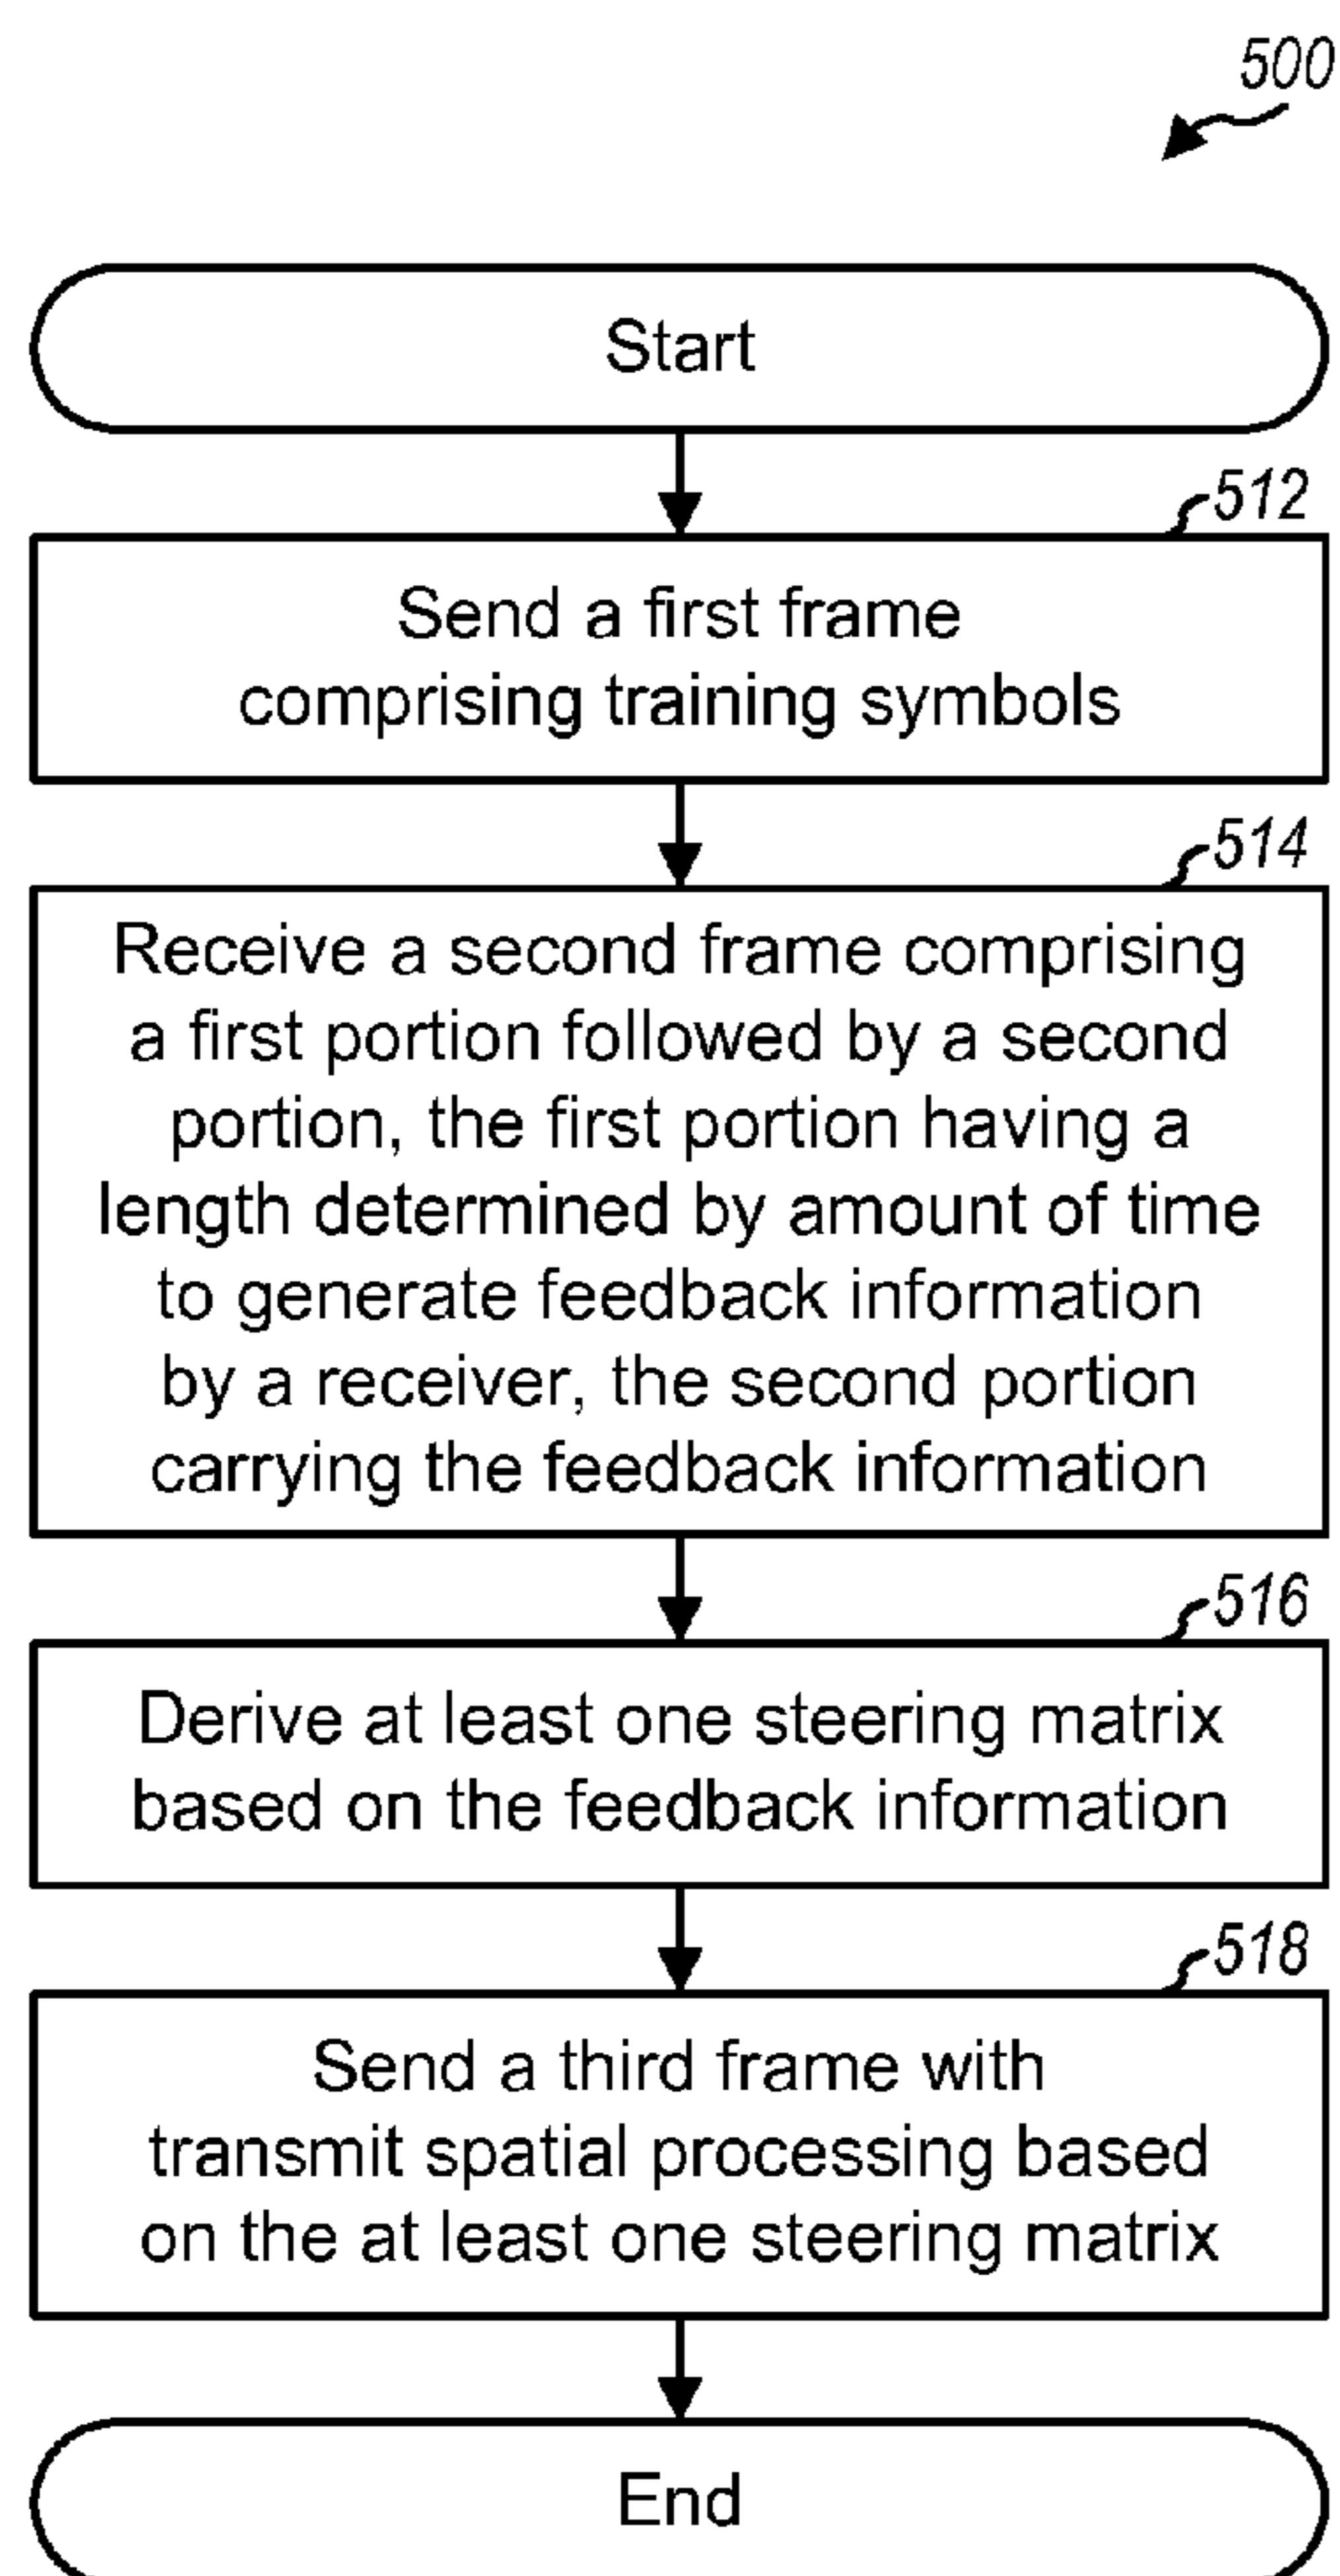 500
Start
512
Send a first frame
comprising training symbols
514
Receive a second frame comprising
a first portion followed by a second
portion, the first portion having a
length determined by amount of time
to generate feedback information
by a receiver, the second portion
carrying the feedback information
516
Derive at least one steering matrix
based on the feedback information
518
Send a third frame with
transmit spatial processing based
on the at least one steering matrix
End